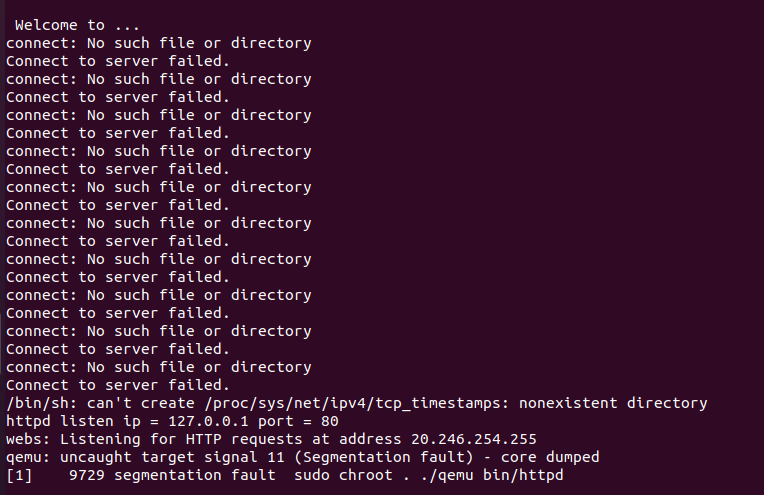 Welcome to ...
connect: No such file or directory
Connect to server failed.
connect: No such file or directory
Connect to server failed.
connect: No such file or directory
Connect to server failed.
connect: No such file or directory
Connect to server failed.
connect: No such file or directory
Connect to server failed.
connect: No such file or directory
Connect to server failed.
connect: No such file or directory
Connect to server failed.
connect: No such file or directory
Connect to server failed.
connect: No such file or directory
Connect to server failed.
connect: No such file or directory
Connect to server failed.
/bin/sh: can't create /proc/sys/net/ipv4/tcp_timestamps: nonexistent directory
httpd listen ip = 127.0.0.1 port = 80
webs: Listening for HTTP requests at address 20.246.254.255
qemu: uncaught target signal 11 (Segmentation fault) - core dumped
[1]    9729 segmentation fault  sudo chroot . ./qemu bin/httpd